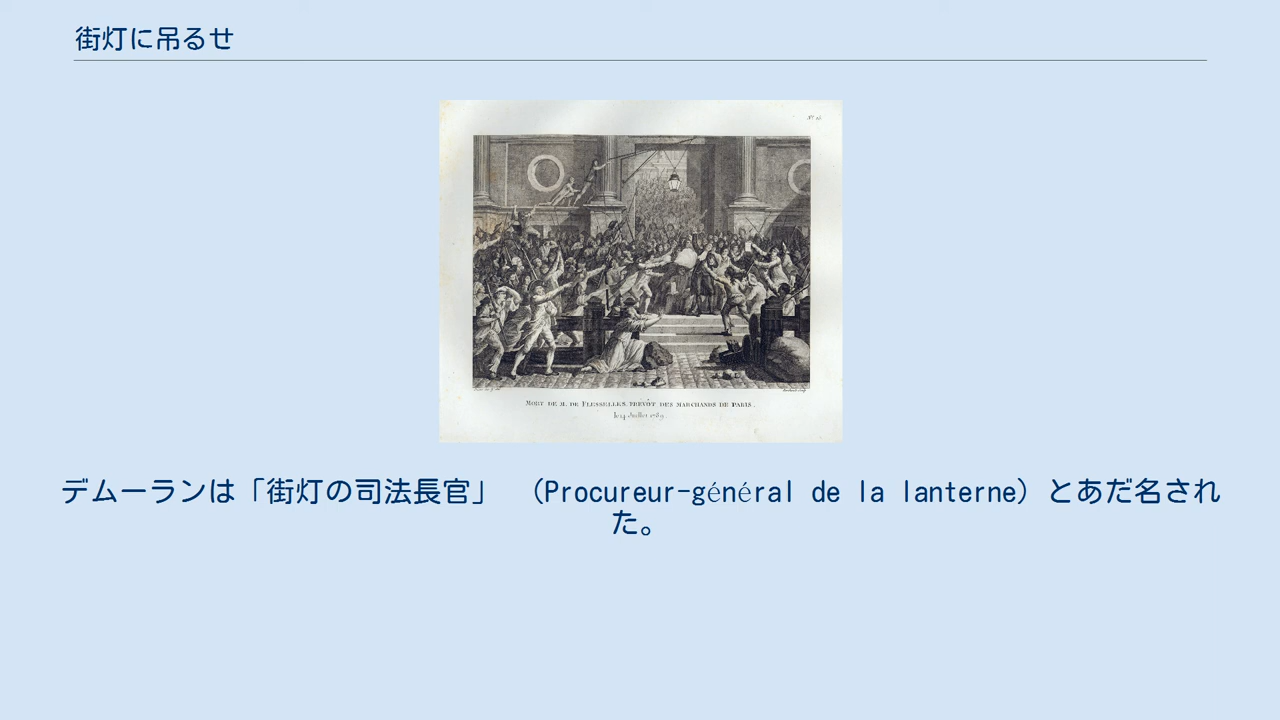 街灯に吊るせ
MORT DE M. DE FLESSELLES, PREVÔT DES MARCHANDS DE PARIS.
le 14 Juillet 1789.
デムーランは「街灯の司法長官」　（Procureur-général de la lanterne）とあだ名され
た。